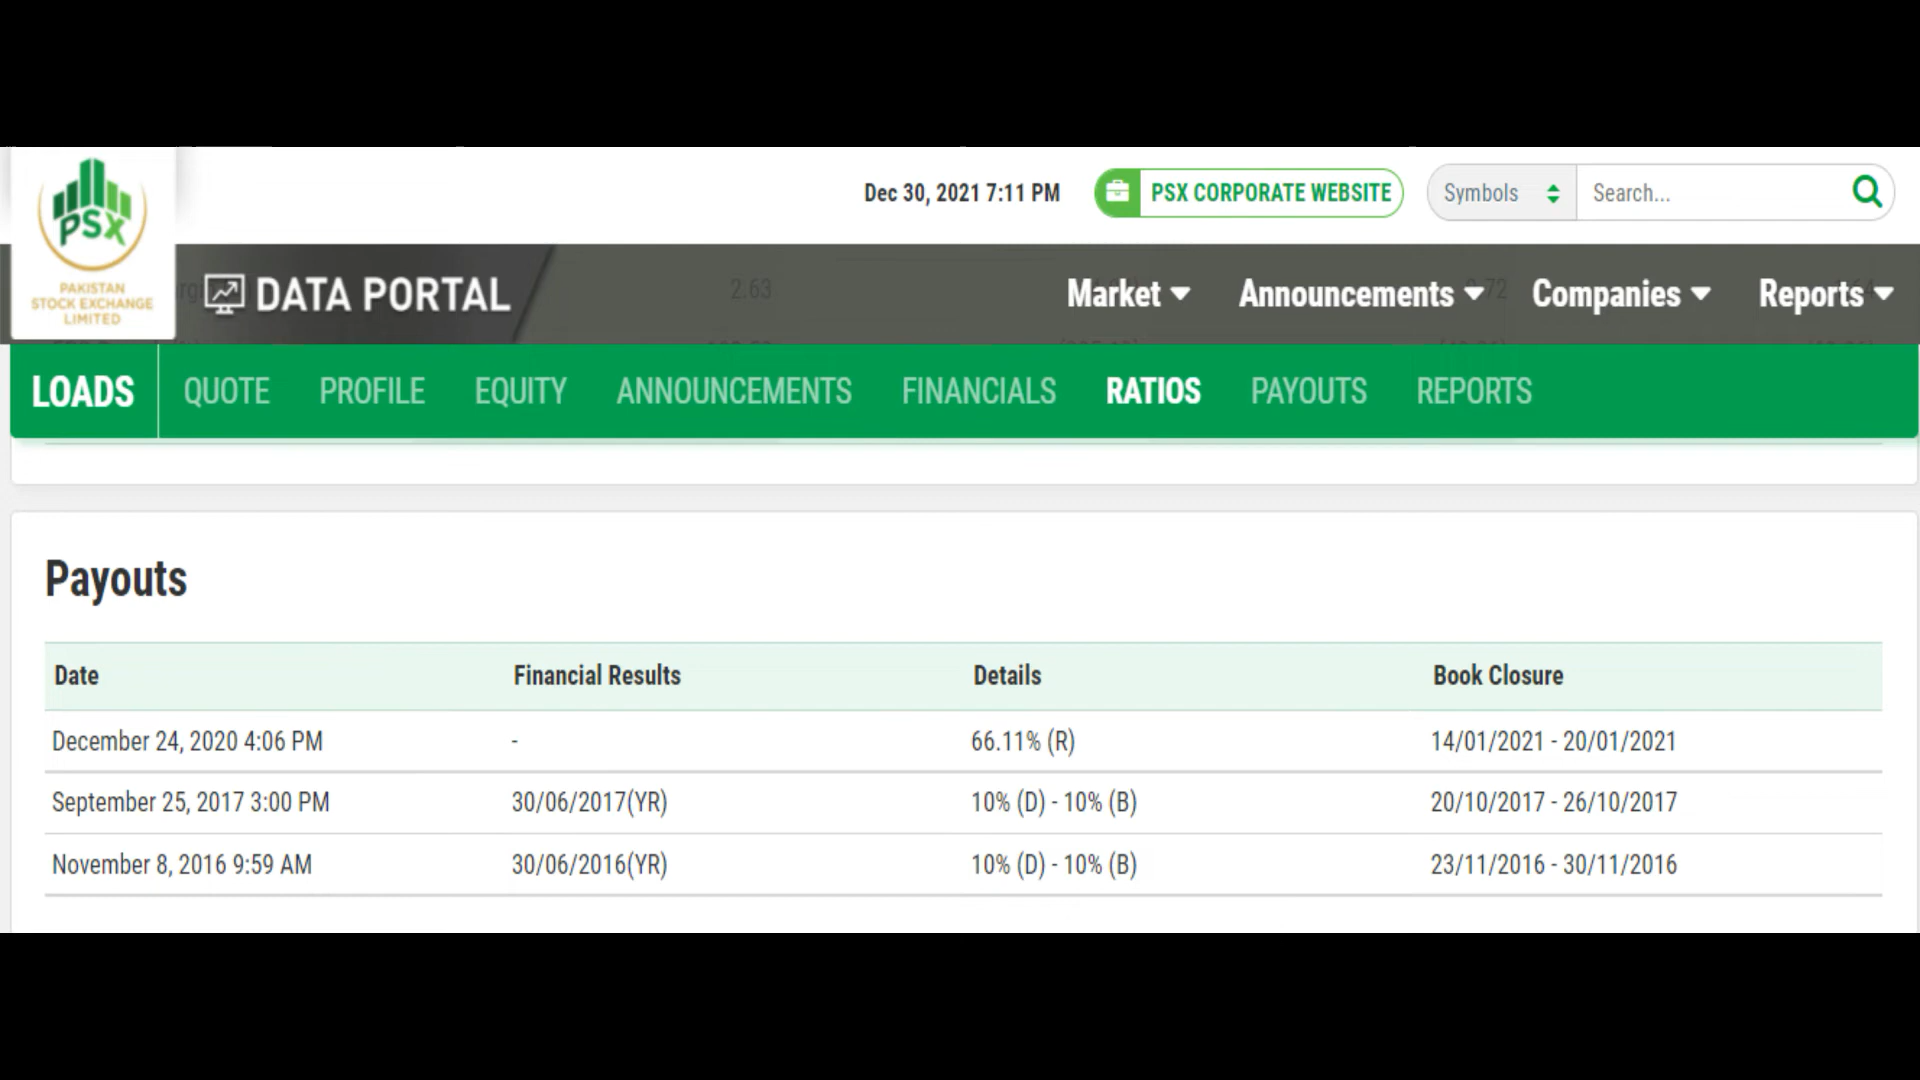 PSX
PAKISTAN
STOCK EXCHANGE
LIMITED
Dec 30, 2021 7:11 PM
PSX CORPORATE WEBSITE
Symbols
Search...
DATA PORTAL
2.63
Market
Announcements
Companies
Reports
LOADS
QUOTE
PROFILE
EQUITY
ANNOUNCEMENTS
FINANCIALS
RATIOS
PAYOUTS
REPORTS
Payouts
Date Financial Results Details Book Closure
December 24, 2020 4:06 PM - 66.11% (R) 14/01/2021 - 20/01/2021
September 25, 2017 3:00 PM 30/06/2017(YR) 10% (D) - 10% (B) 20/10/2017 - 26/10/2017
November 8, 2016 9:59 AM 30/06/2016(YR) 10% (D) - 10% (B) 23/11/2016 - 30/11/2016